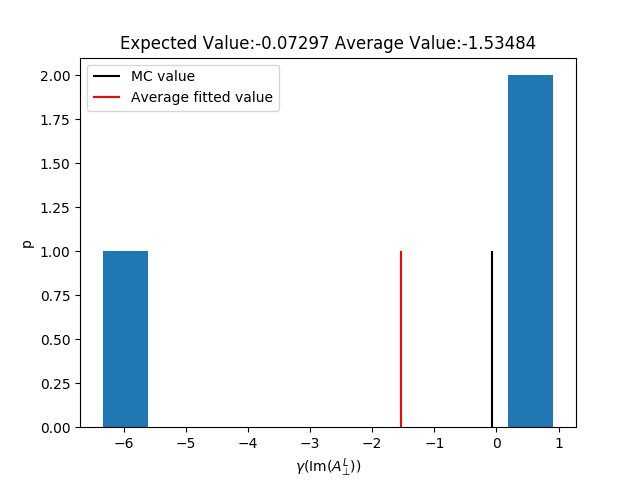 Expected Value:-0.07297 Average Value:-1.53484
MC value
Average fitted value
2.00
1.75
1.50
1.25
1.00
0.75
0.50
0.25
0.00
p
−6 −5 −4 −3 −2 −1 0 1
γ(Im(A⊥^L))